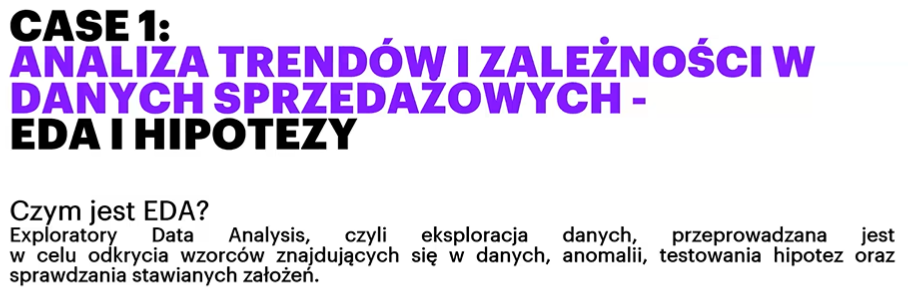 CASE 1:
ANALIZA TRENDÓW I ZALEŻNOŚCI W
DANYCH SPRZEDAŻOWYCH -
EDA I HIPOTEZY
Czym jest EDA?
Exploratory Data Analysis, czyli eksploracja danych, przeprowadzana jest
w celu odkrycia wzorców znajdujących się w danych, anomalii, testowania hipotez oraz
sprawdzania stawianych założeń.